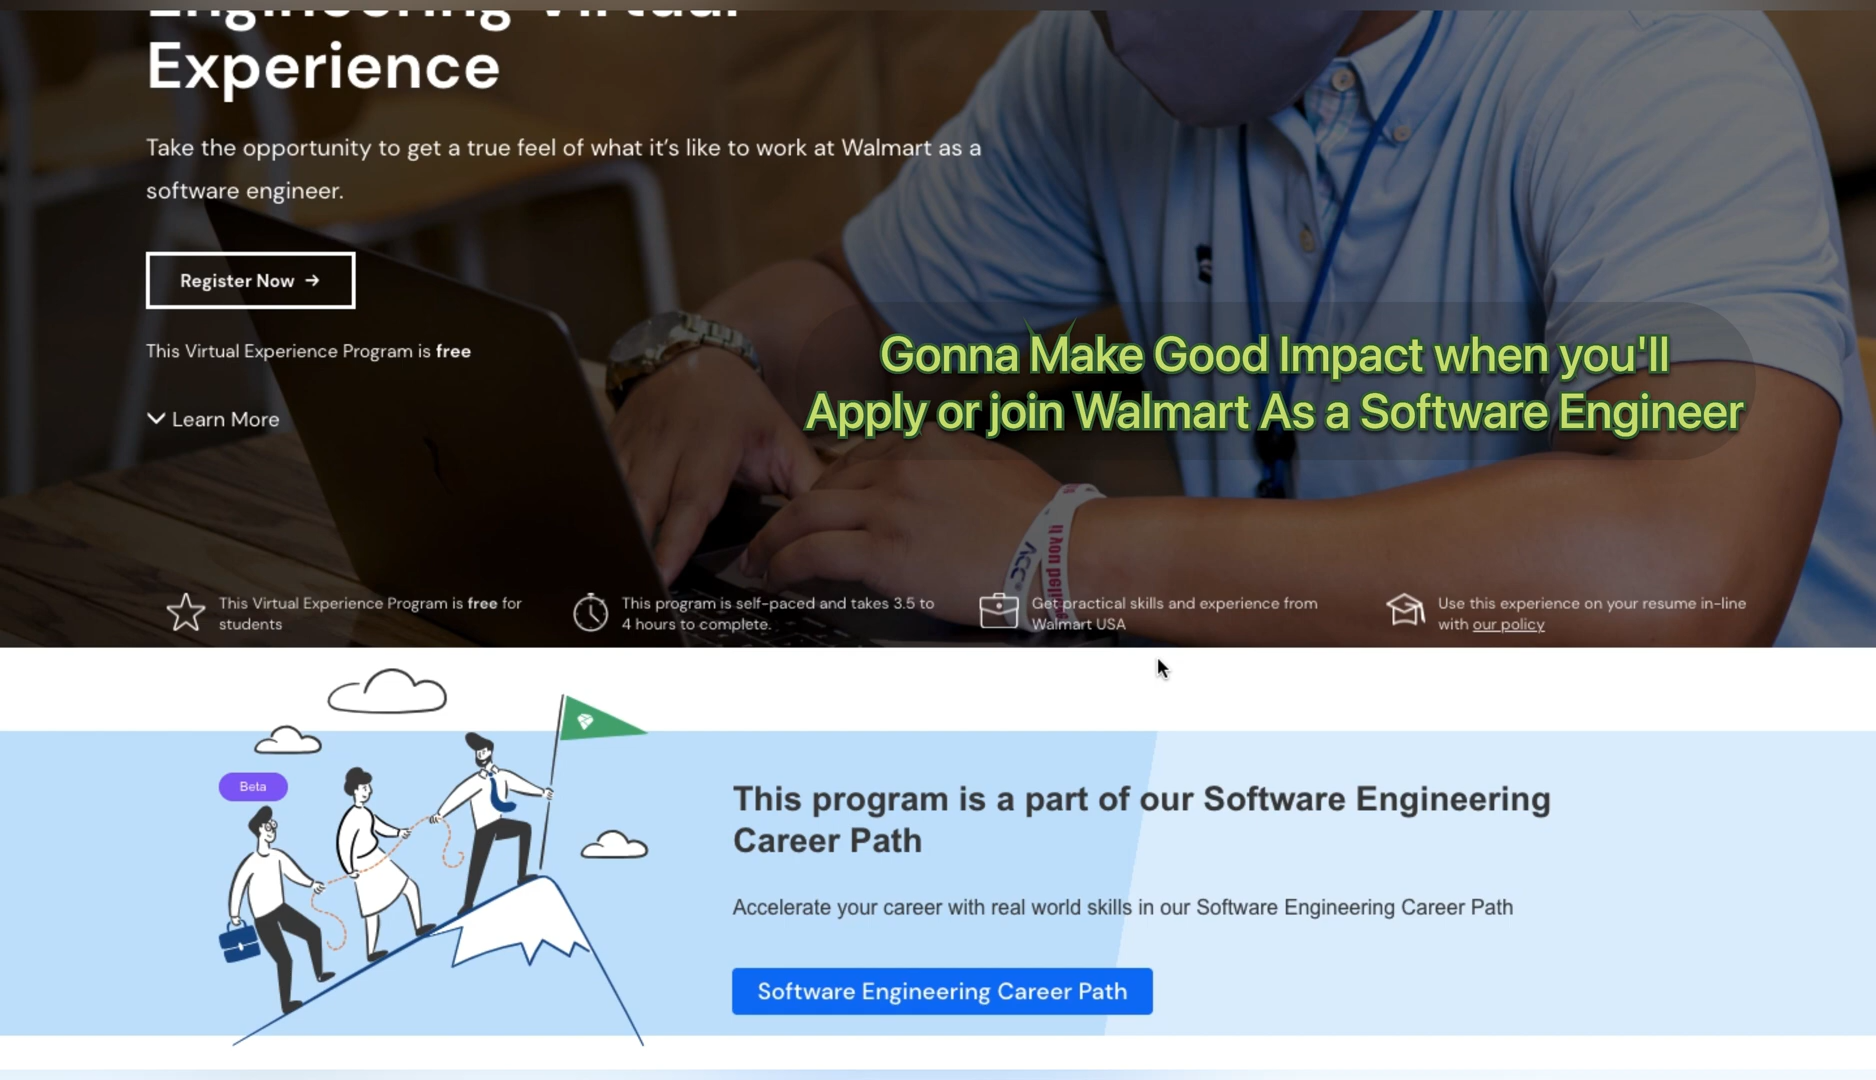 Engineering Virtual
Experience
Take the opportunity to get a true feel of what it's like to work at Walmart as a
software engineer.
Register Now →
This Virtual Experience Program is free
Learn More
Gonna Make Good Impact when you'll
Apply or join Walmart As a Software Engineer
This Virtual Experience Program is free for
students
This program is self-paced and takes 3.5 to
4 hours to complete.
Get practical skills and experience from
Walmart USA
Use this experience on your resume in-line
with our policy
Beta
This program is a part of our Software Engineering
Career Path
Accelerate your career with real world skills in our Software Engineering Career Path
Software Engineering Career Path